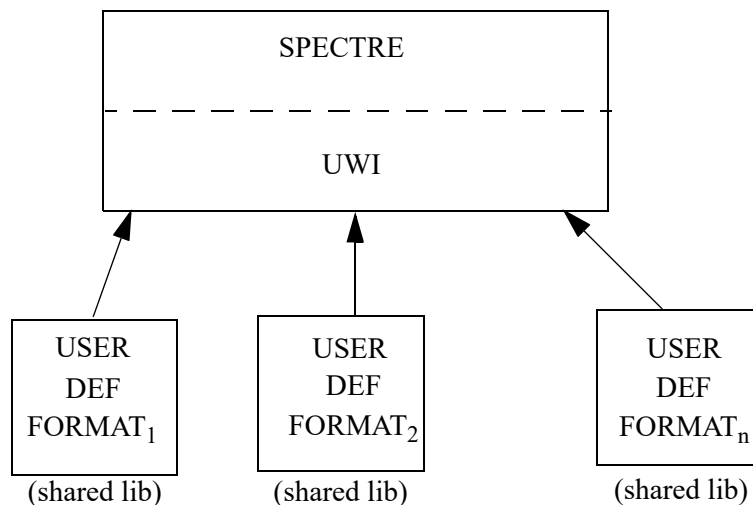 SPECTRE
UWI
USER
DEF
FORMAT1
(shared lib)
USER
DEF
FORMAT2
(shared lib)
USER
DEF
FORMATn
(shared lib)